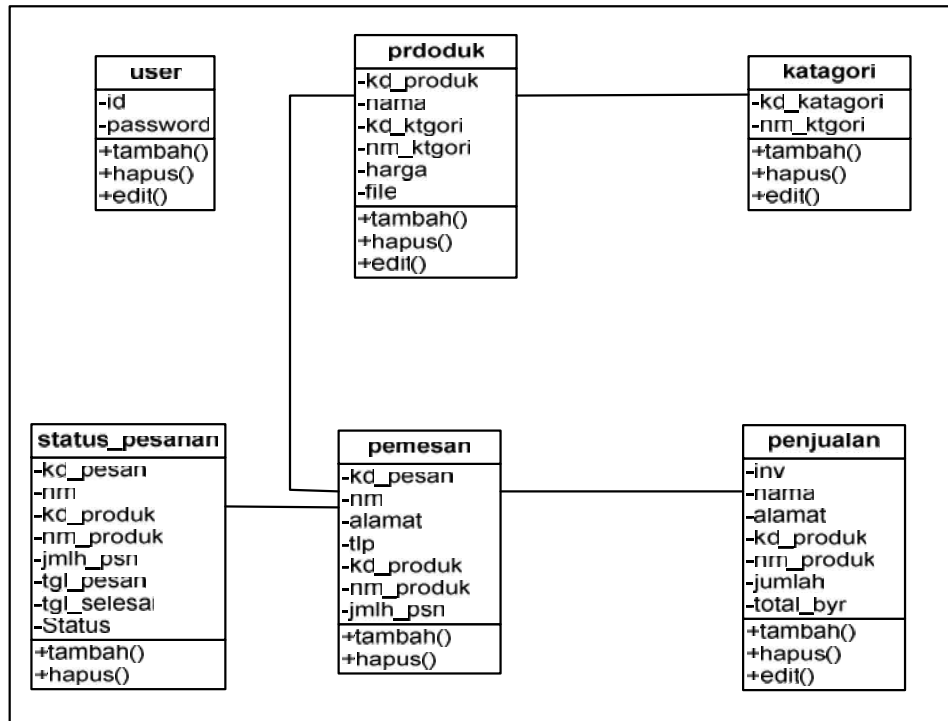 user
-id
-password
+tambah()
+hapus()
+edit()
prdoduk
-kd_produk
-nama
-kd_ktgori
-nm_ktgori
-harga
-file
+tambah()
+hapus()
+edit()
katagori
-kd_katagori
-nm_ktgori
+tambah()
+hapus()
+edit()
status_pesanan
-kd_pesan
-nm
-kd_produk
-nm_produk
-jmlh_psn
-tgl_pesan
-tgl_selesai
-Status
+tambah()
+hapus()
pemesan
-kd_pesan
-nm
-alamat
-tlp
-kd_produk
-nm_produk
-jmlh_psn
+tambah()
+hapus()
penjualan
-inv
-nama
-alamat
-kd_produk
-nm_produk
-jumlah
-total_byr
+tambah()
+hapus()
+edit()